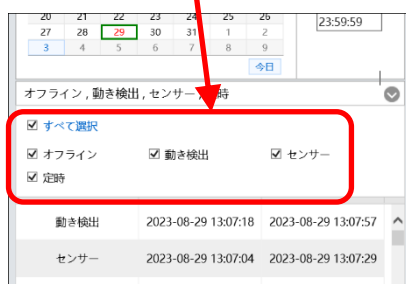 20 21 22 23 24 25 26
23:59:59
27 28 29 30 31 1 2
3 4 5 6 7 8 9
今日
オフライン , 動き検出 , センサー , 時
すべて選択
オフライン 動き検出 センサー
定時
動き検出 2023-08-29 13:07:18 2023-08-29 13:07:57
センサー 2023-08-29 13:07:04 2023-08-29 13:07:29